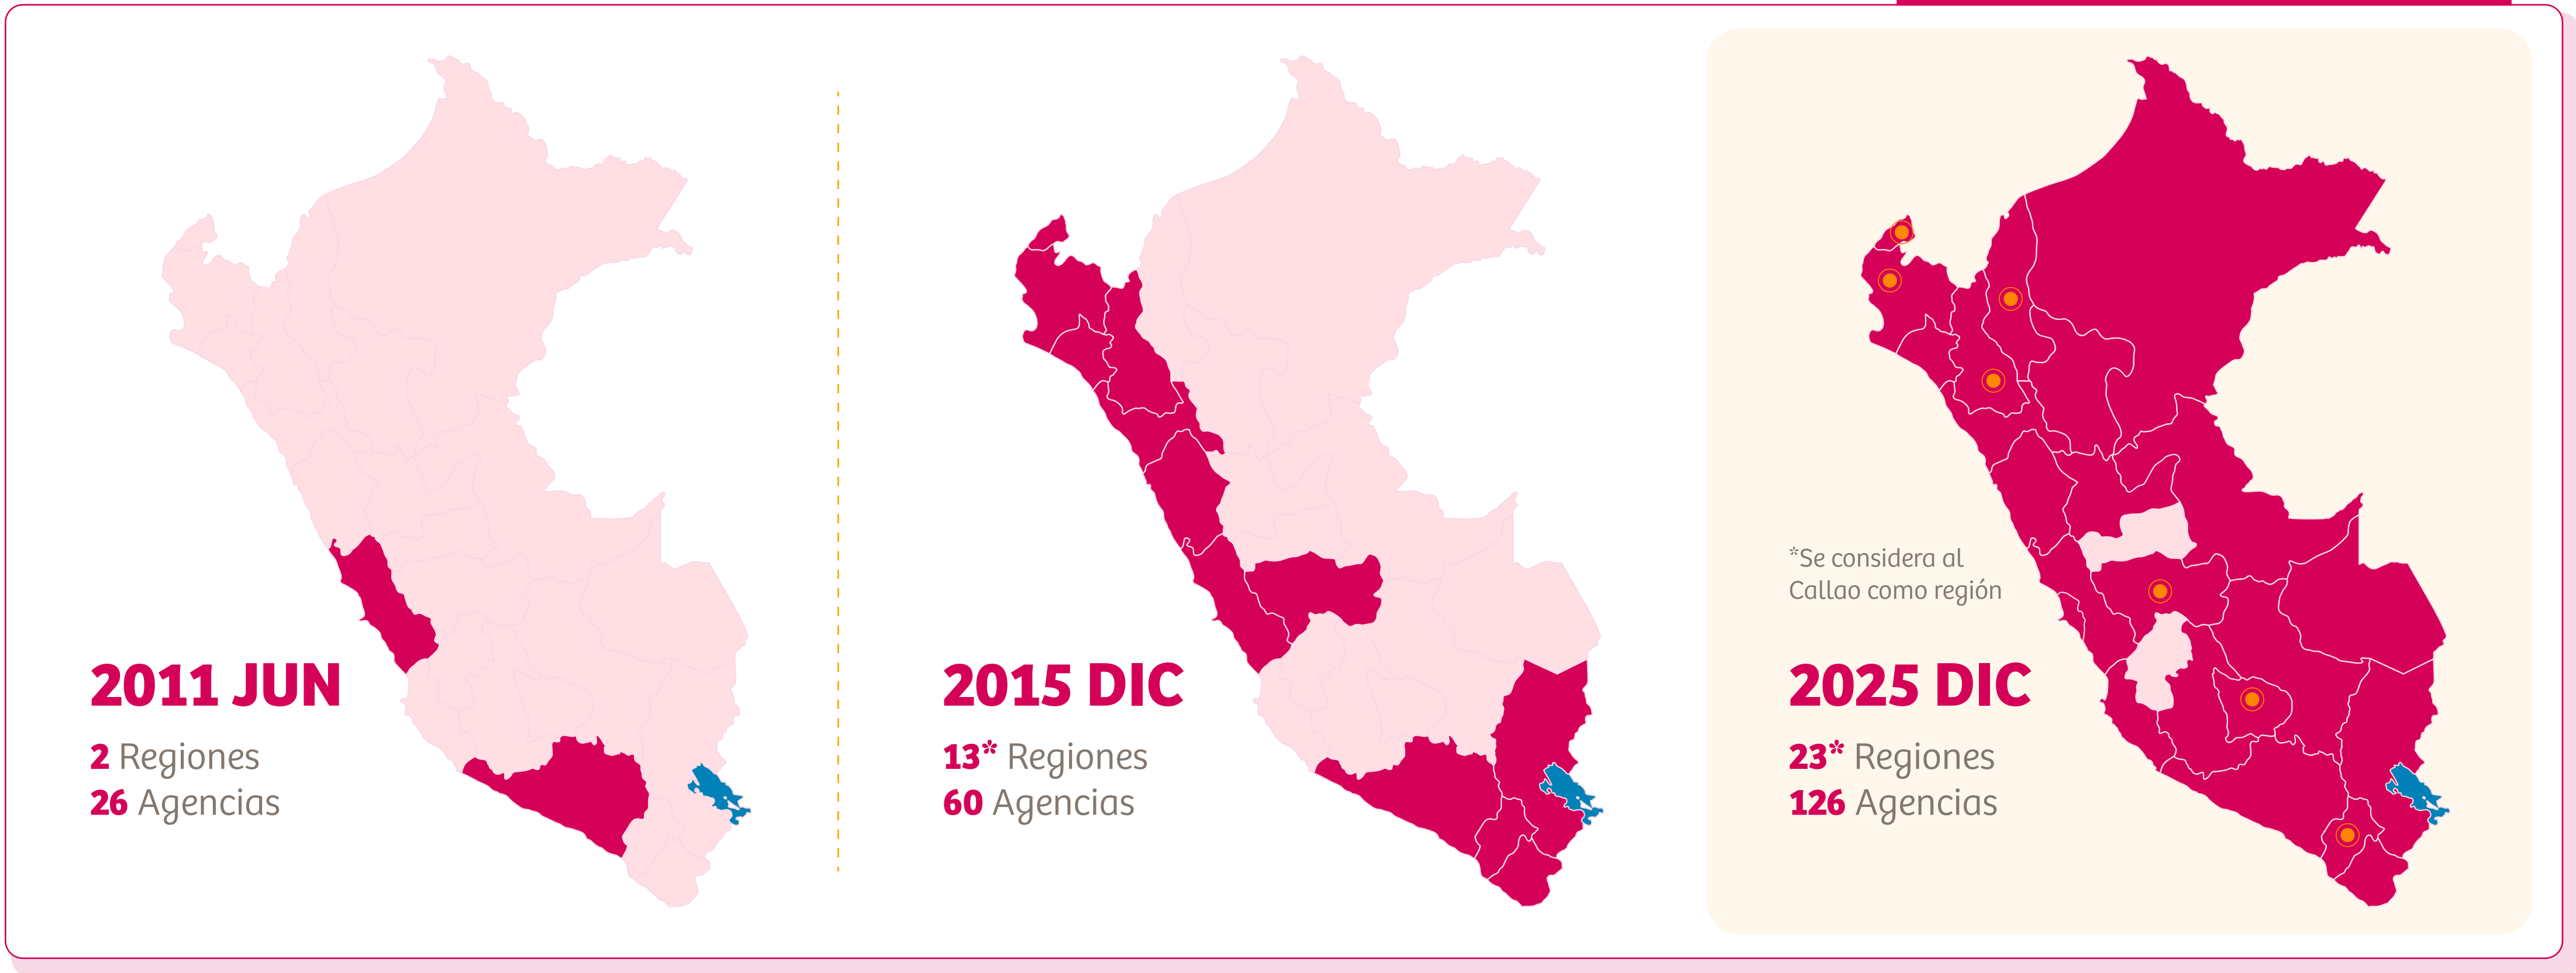 2011 JUN
2 Regiones
26 Agencias
2015 DIC
13* Regiones
60 Agencias
*Se considera al
Callao como región
2025 DIC
23* Regiones
126 Agencias